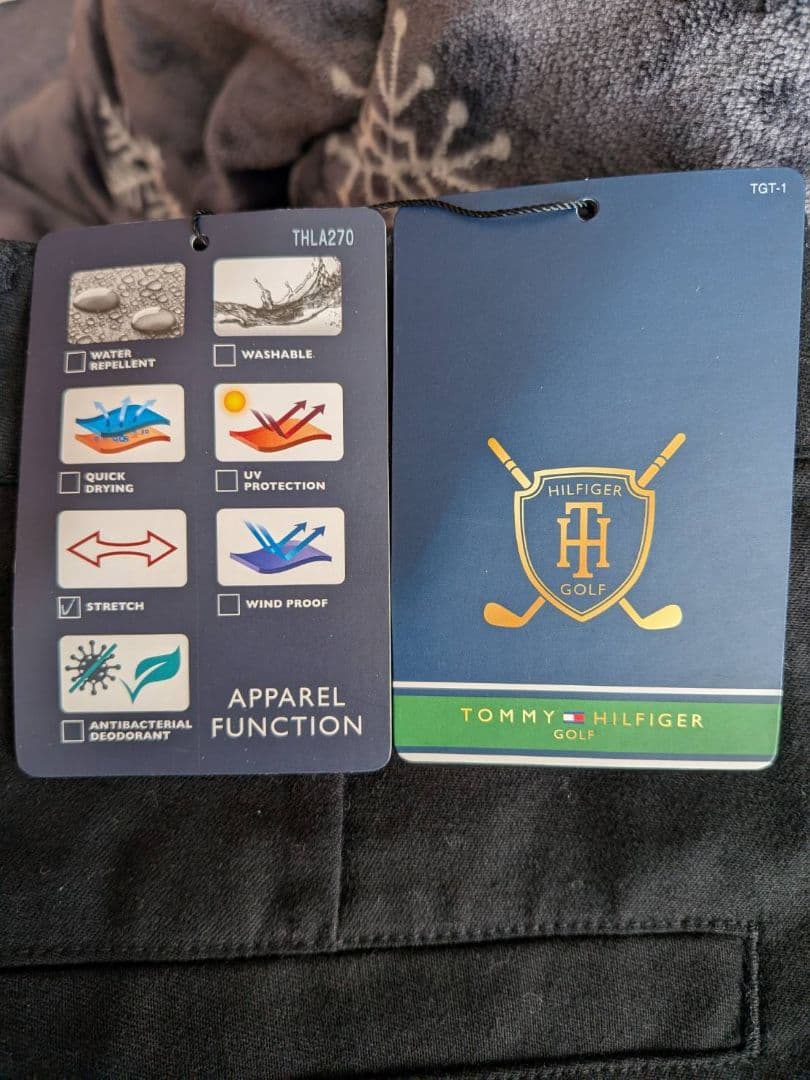 THLA270
WATER
REPELLENT
WASHABLE
QUICK
DRYING
UV
PROTECTION
STRETCH
WIND PROOF
ANTIBACTERIAL
DEODORANT
APPAREL
FUNCTION
TGT-1
HILFIGER
TH
GOLF
TOMMY HILFIGER
GOLF